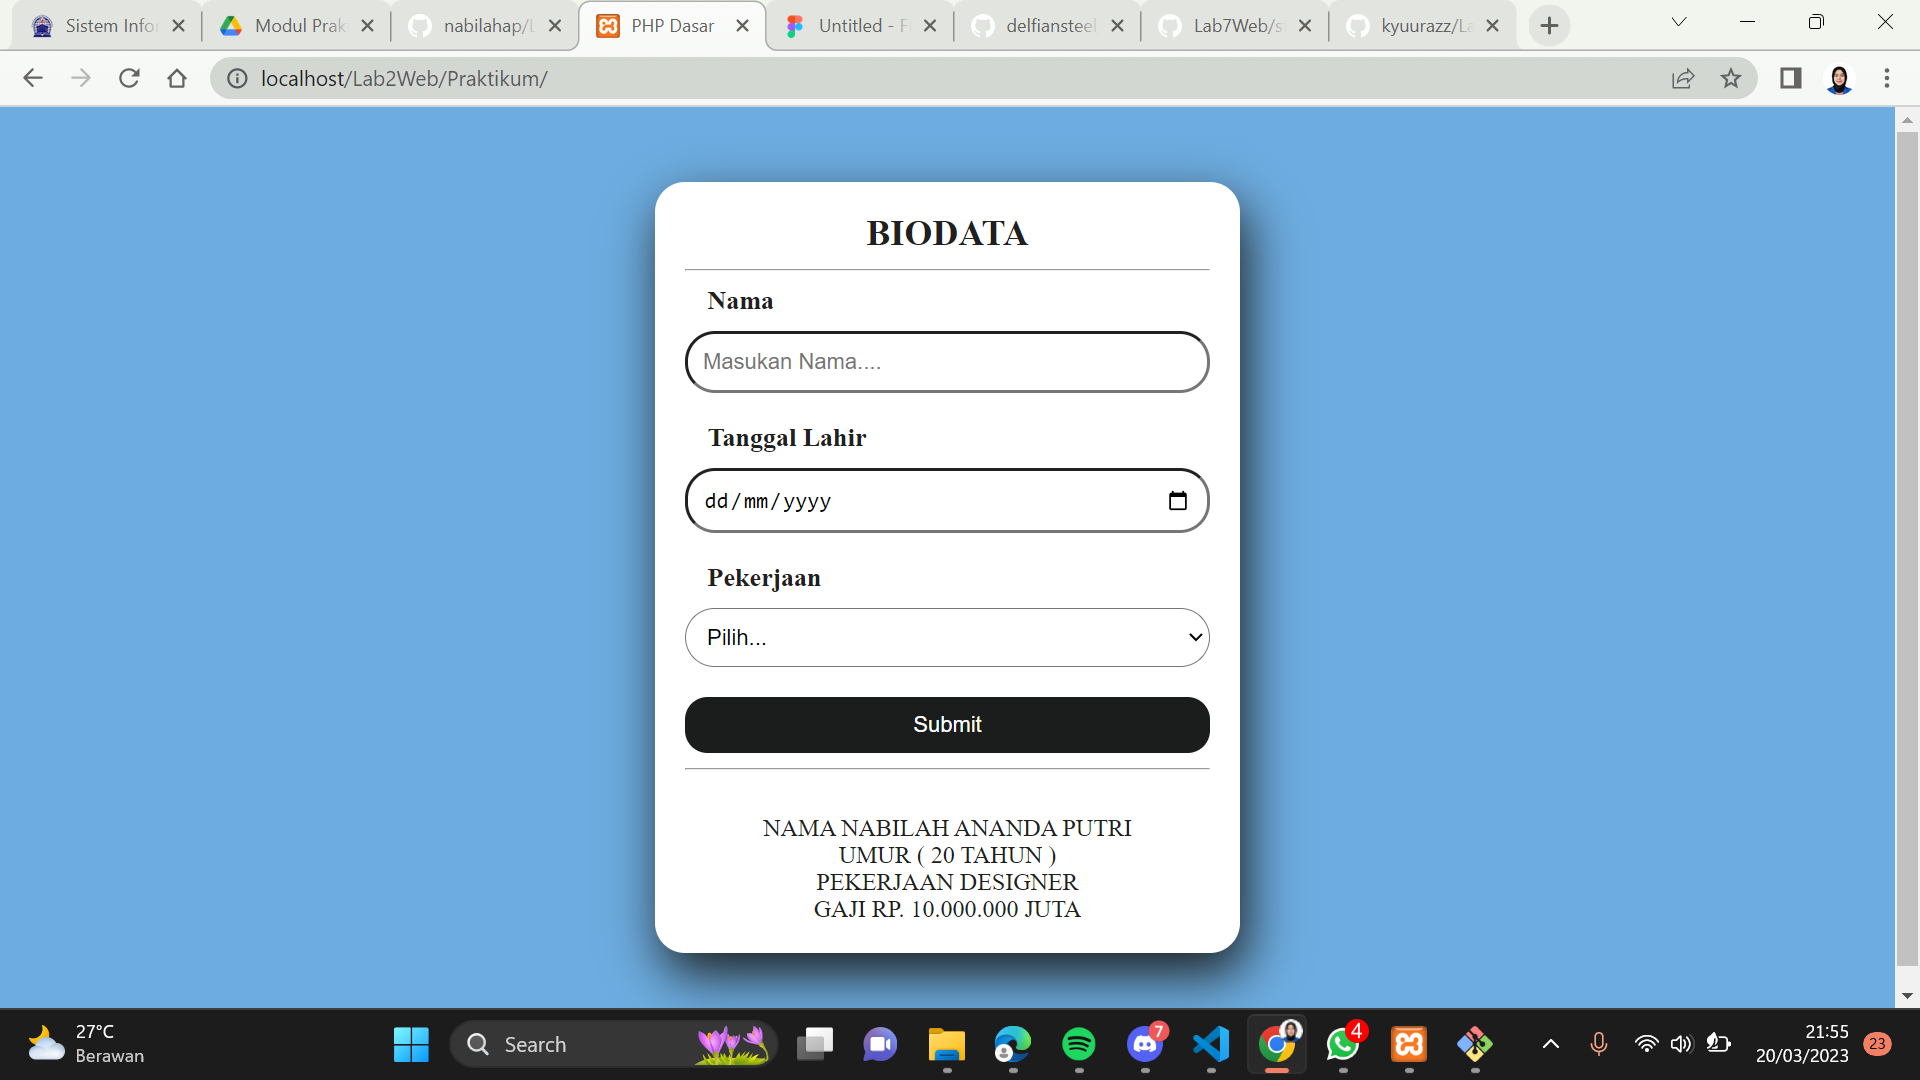 Sistem Infor
Modul Prak
nabilahap/L
PHP Dasar
Untitled - F
delfiansteel
Lab7Web/st
kyuurazz/La
localhost/Lab2Web/Praktikum/
BIODATA
Nama
Masukan Nama....
Tanggal Lahir
dd/mm/yyyy
Pekerjaan
Pilih...
Submit
NAMA NABILAH ANANDA PUTRI
UMUR ( 20 TAHUN )
PEKERJAAN DESIGNER
GAJI RP. 10.000.000 JUTA
27°C
Berawan
Search
7
4
21:55
20/03/2023
23